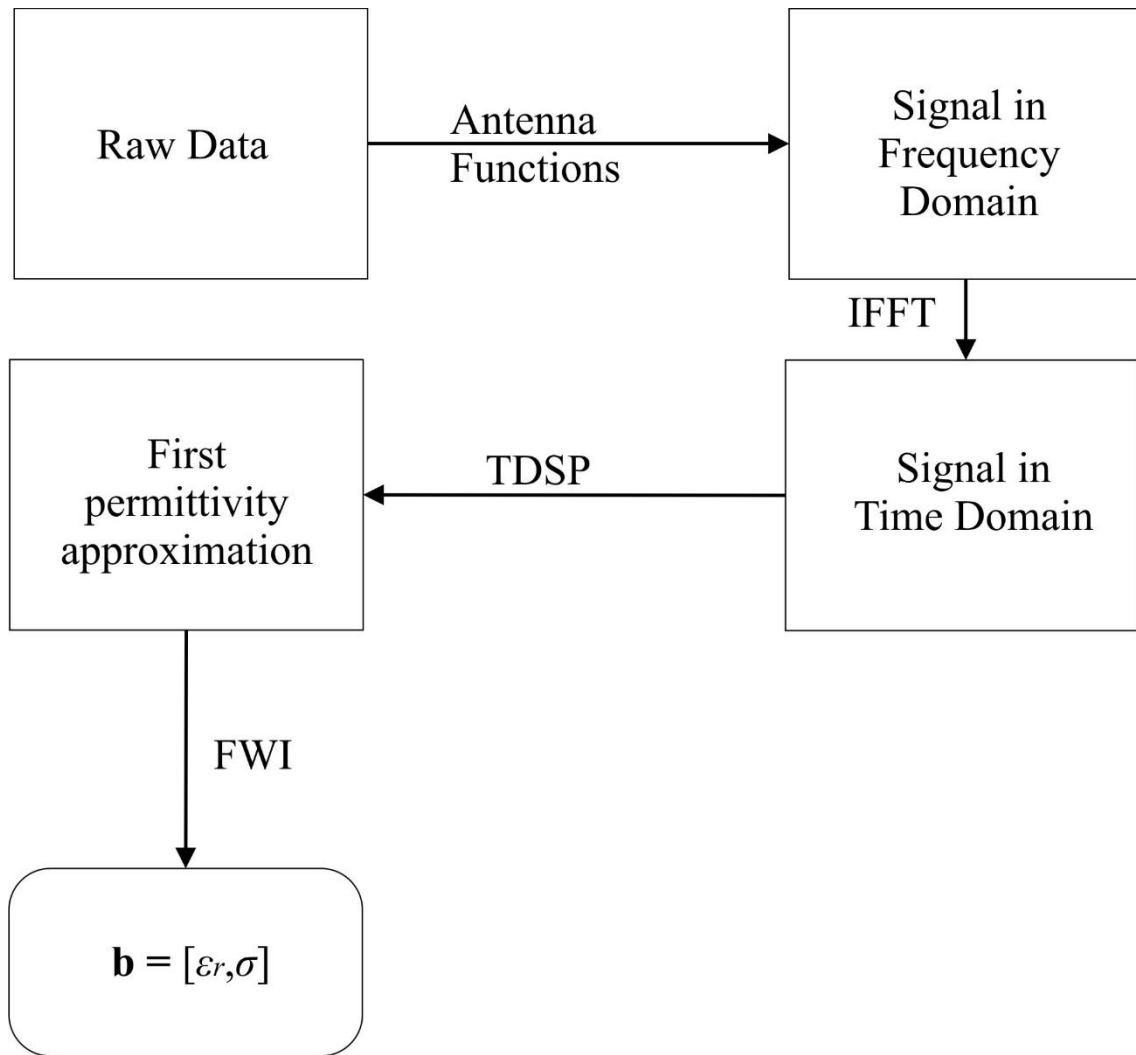 Raw Data
Antenna
Functions
Signal in
Frequency
Domain
IFFT
Signal in
Time Domain
TDSP
First
permittivity
approximation
FWI
b = [εr,σ]